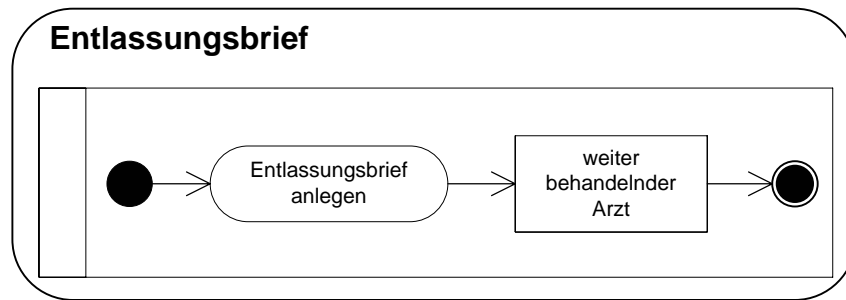 Entlassungsbrief
Entlassungsbrief
anlegen
weiter
behandelnder
Arzt